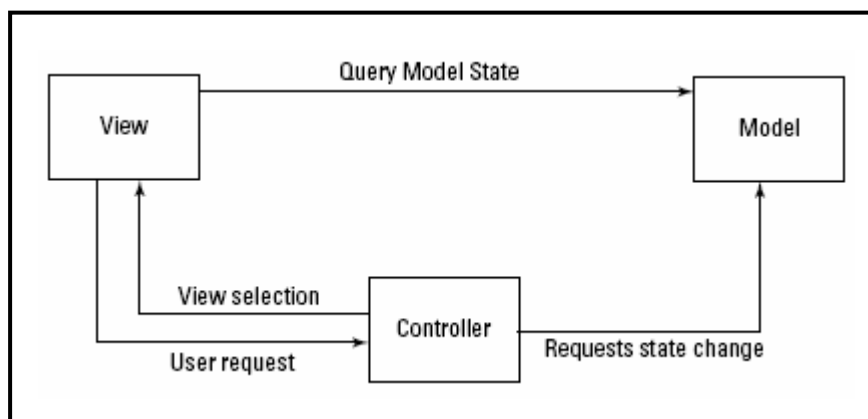 Query Model State
View
Model
View selection
Controller
User request
Requests state change